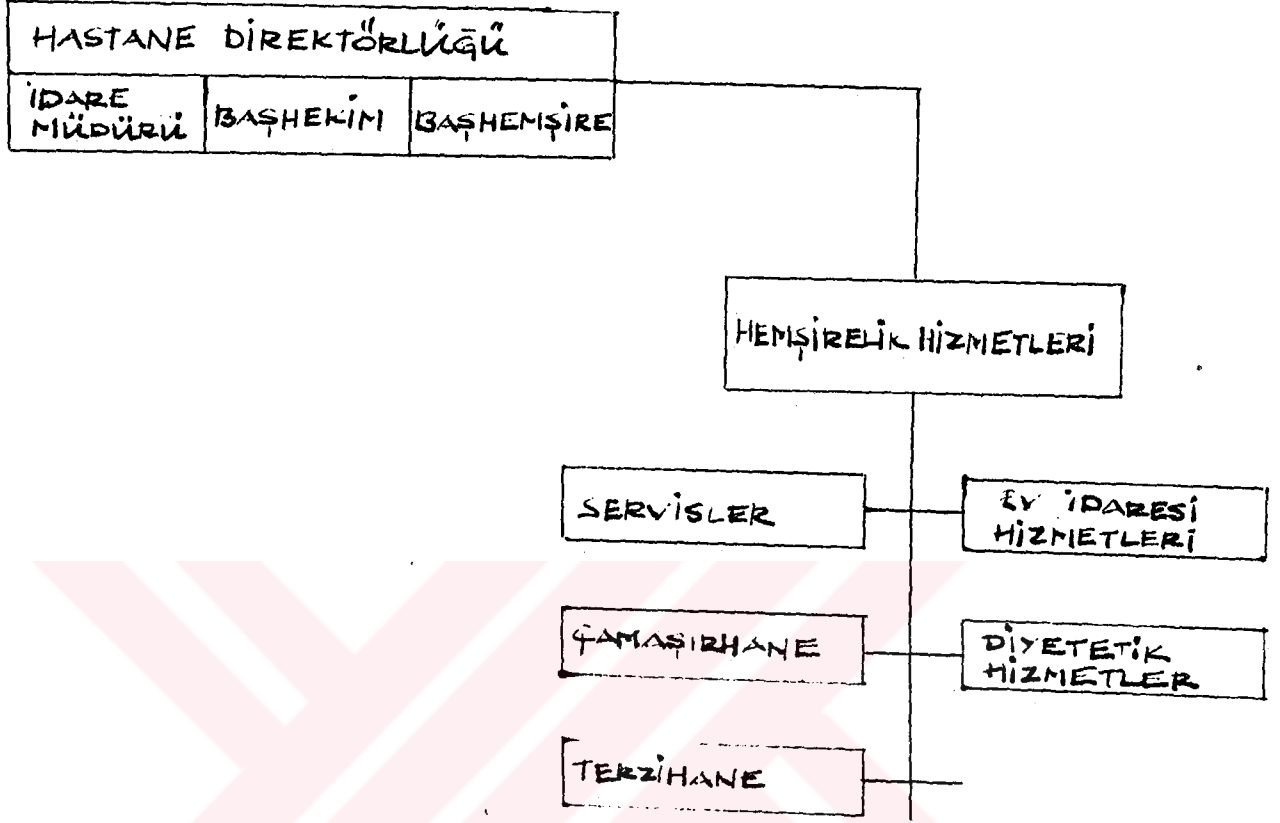 HASTANE DİREKTÖRLÜĞÜ
İDARE
MÜDÜRÜ
BAŞHEKİM
BAŞHEMŞİRE
HEMŞİRELİK HİZMETLERİ
SERVİSLER
EV İDARESİ
HİZMETLERİ
ÇAMAŞIRHANE
DİYETETİK
HİZMETLER
TERZİHANE